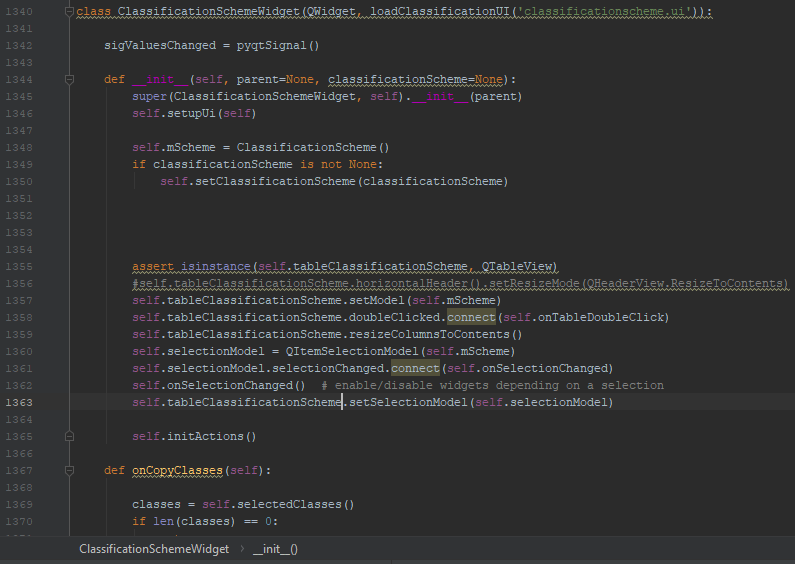 1340 class ClassificationSchemeWidget(QWidget, loadClassificationUI('classificationscheme.ui')):
1341
1342     sigValuesChanged = pyqtSignal()
1343
1344     def __init__(self, parent=None, classificationScheme=None):
1345         super(ClassificationSchemeWidget, self).__init__(parent)
1346         self.setupUi(self)
1347
1348         self.mScheme = ClassificationScheme()
1349         if classificationScheme is not None:
1350             self.setClassificationScheme(classificationScheme)
1351
1352
1353
1354
1355         assert isinstance(self.tableClassificationScheme, QTableView)
1356         #self.tableClassificationScheme.horizontalHeader().setResizeMode(QHeaderView.ResizeToContents)
1357         self.tableClassificationScheme.setModel(self.mScheme)
1358         self.tableClassificationScheme.doubleClicked.connect(self.onTableDoubleClick)
1359         self.tableClassificationScheme.resizeColumnsToContents()
1360         self.selectionModel = QItemSelectionModel(self.mScheme)
1361         self.selectionModel.selectionChanged.connect(self.onSelectionChanged)
1362         self.onSelectionChanged()  # enable/disable widgets depending on a selection
1363         self.tableClassificationScheme.setSelectionModel(self.selectionModel)
1364
1365         self.initActions()
1366
1367     def onCopyClasses(self):
1368
1369         classes = self.selectedClasses()
1370         if len(classes) == 0:
ClassificationSchemeWidget › __init__()